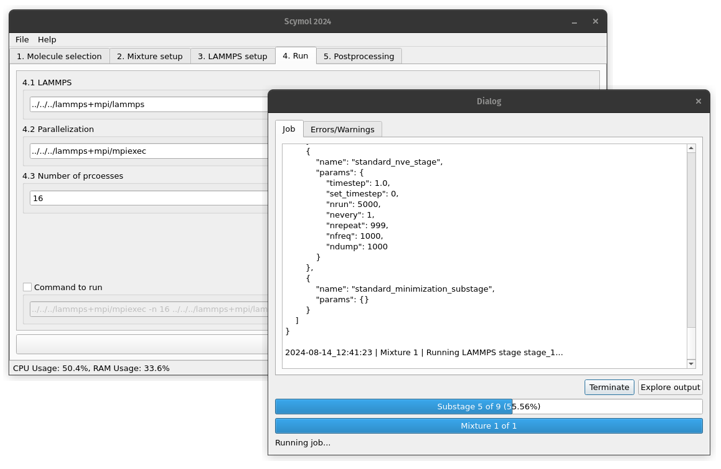 Scymol 2024
File Help
1. Molecule selection 2. Mixture setup 3. LAMMPS setup 4. Run 5. Postprocessing
4.1 LAMMPS
../../../lammps+mpi/lammps
4.2 Parallelization
../../../lammps+mpi/mpiexec
4.3 Number of prcoesses
16
Command to run
../../../lammps+mpi/mpiexec -n 16 ../../../lammps+mpi/lam
CPU Usage: 50.4%, RAM Usage: 33.6%
Dialog
Job Errors/Warnings
{
"name": "standard_nve_stage",
"params": {
"timestep": 1.0,
"set_timestep": 0,
"nrun": 5000,
"nevery": 1,
"nrepeat": 999,
"nfreq": 1000,
"ndump": 1000
}
},
{
"name": "standard_minimization_substage",
"params": {}
}
]
}
2024-08-14_12:41:23 | Mixture 1 | Running LAMMPS stage stage_1...
Terminate Explore output
Substage 5 of 9 (55.56%)
Mixture 1 of 1
Running job...